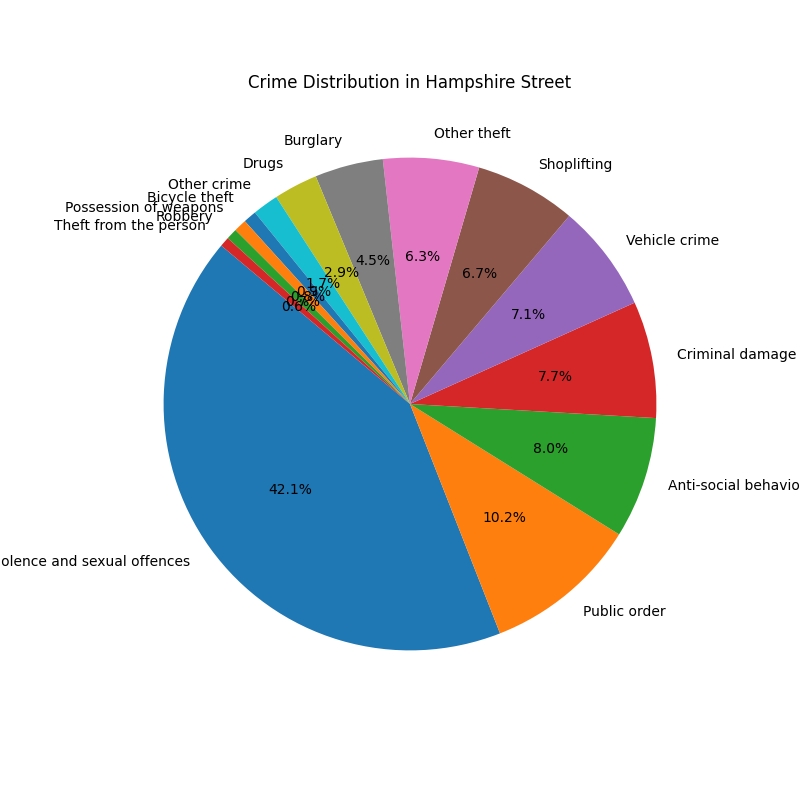 Crime Distribution in Hampshire Street
Other theft
Burglary
Shoplifting
Drugs
Other crime
Bicycle theft
Possession of weapons
Robbery
Theft from the person
Vehicle crime
Criminal damage
Anti-social behavio
Public order
olence and sexual offences
6.3%
4.5%
6.7%
2.9%
1.7%
0.6%
7.1%
7.7%
8.0%
42.1%
10.2%